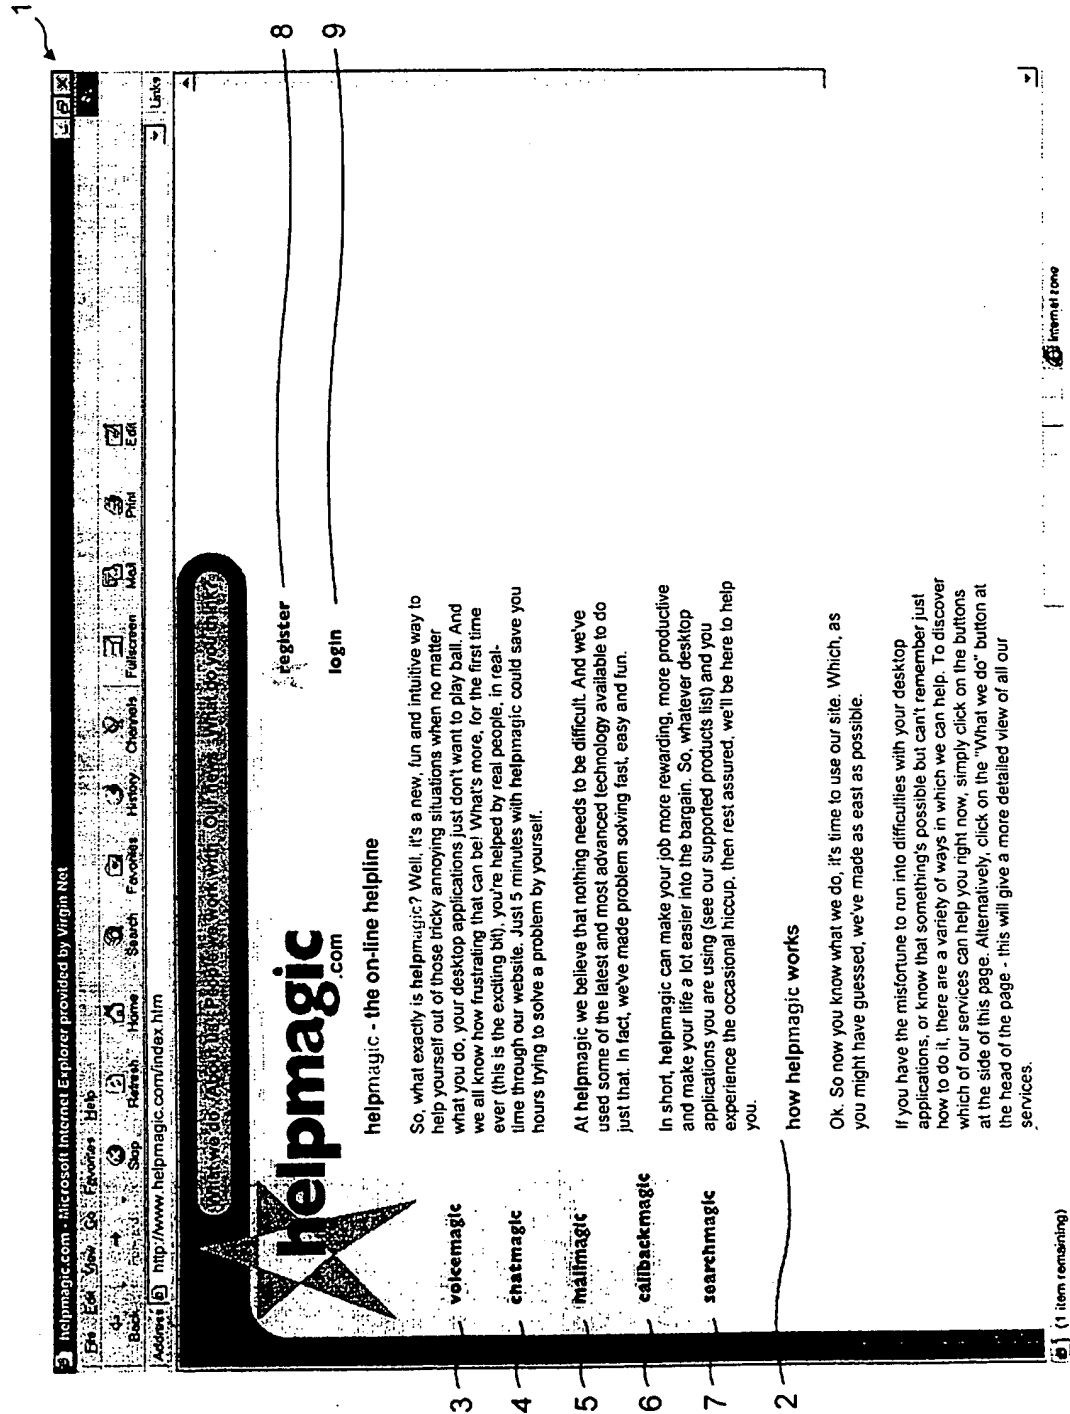 1
helpmagic.com - Microsoft Internet Explorer provided by Virgin Net
File Edit View Go Favorites Help
Back Stop Refresh Home Search Favorites History Channels Fullscreen Mail Print Edit
Address http://www.helpmagic.com/index.htm Links
What we do About us People we work with Our news What do you think?
helpmagic
.com
register 8
login 9
helpmagic - the on-line helpline
So, what exactly is helpmagic? Well, it's a new, fun and intuitive way to
help yourself out of those tricky annoying situations when no matter
what you do, your desktop applications just don't want to play ball. And
we all know how frustrating that can be! What's more, for the first time
ever (this is the exciting bit), you're helped by real people, in real-
time through our website. Just 5 minutes with helpmagic could save you
hours trying to solve a problem by yourself.
At helpmagic we believe that nothing needs to be difficult. And we've
used some of the latest and most advanced technology available to do
just that. In fact, we've made problem solving fast, easy and fun.
In short, helpmagic can make your job more rewarding, more productive
and make your life a lot easier into the bargain. So, whatever desktop
applications you are using (see our supported products list) and you
experience the occasional hiccup, then rest assured, we'll be here to help
you.
how helpmagic works
Ok. So now you know what we do, it's time to use our site. Which, as
you might have guessed, we've made as east as possible.
If you have the misfortune to run into difficulties with your desktop
applications, or know that something's possible but can't remember just
how to do it, there are a variety of ways in which we can help. To discover
which of our services can help you right now, simply click on the buttons
at the side of this page. Alternatively, click on the "What we do" button at
the head of the page - this will give a more detailed view of all our
services.
3 voicemagic
4 chatmagic
5 mailmagic
6 callbackmagic
7 searchmagic
2
(1 item remaining) Internet zone